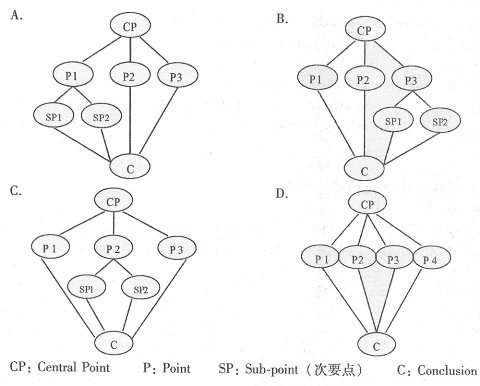 A.
CP
P1 P2 P3
SP1 SP2
C
B.
CP
P1 P2 P3
SP1 SP2
C
C.
CP
P 1 P 2 P 3
SP1 SP2
C
D.
CP
P 1 P2 P3 P 4
C
CP: Central Point P: Point SP: Sub-point (次要点) C: Conclusion